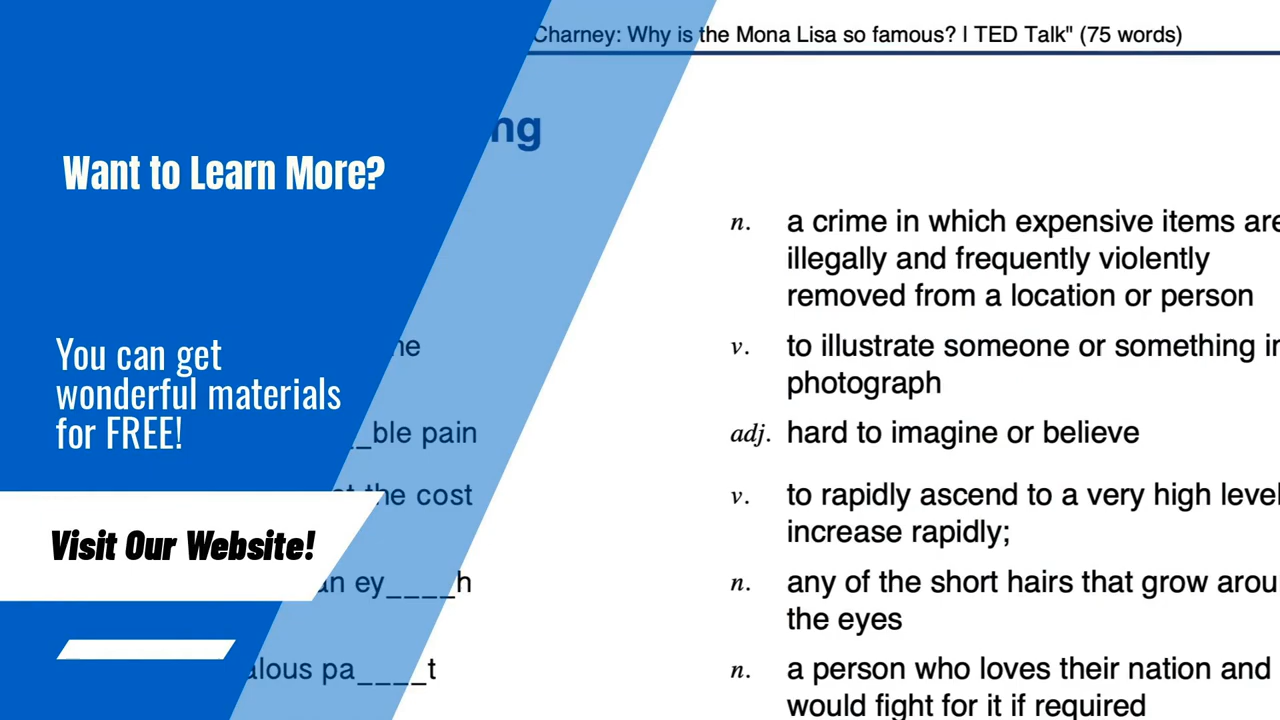 Charney: Why is the Mona Lisa so famous? | TED Talk" (75 words)
ng
Want to Learn More?
You can get
wonderful materials
for FREE!
Visit Our Website!
n. a crime in which expensive items are
illegally and frequently violently
removed from a location or person
he
v. to illustrate someone or something in
photograph
_ble pain
adj. hard to imagine or believe
the cost
v. to rapidly ascend to a very high level
increase rapidly;
an ey____h
n. any of the short hairs that grow arou
the eyes
alous pa____t
n. a person who loves their nation and
would fight for it if required